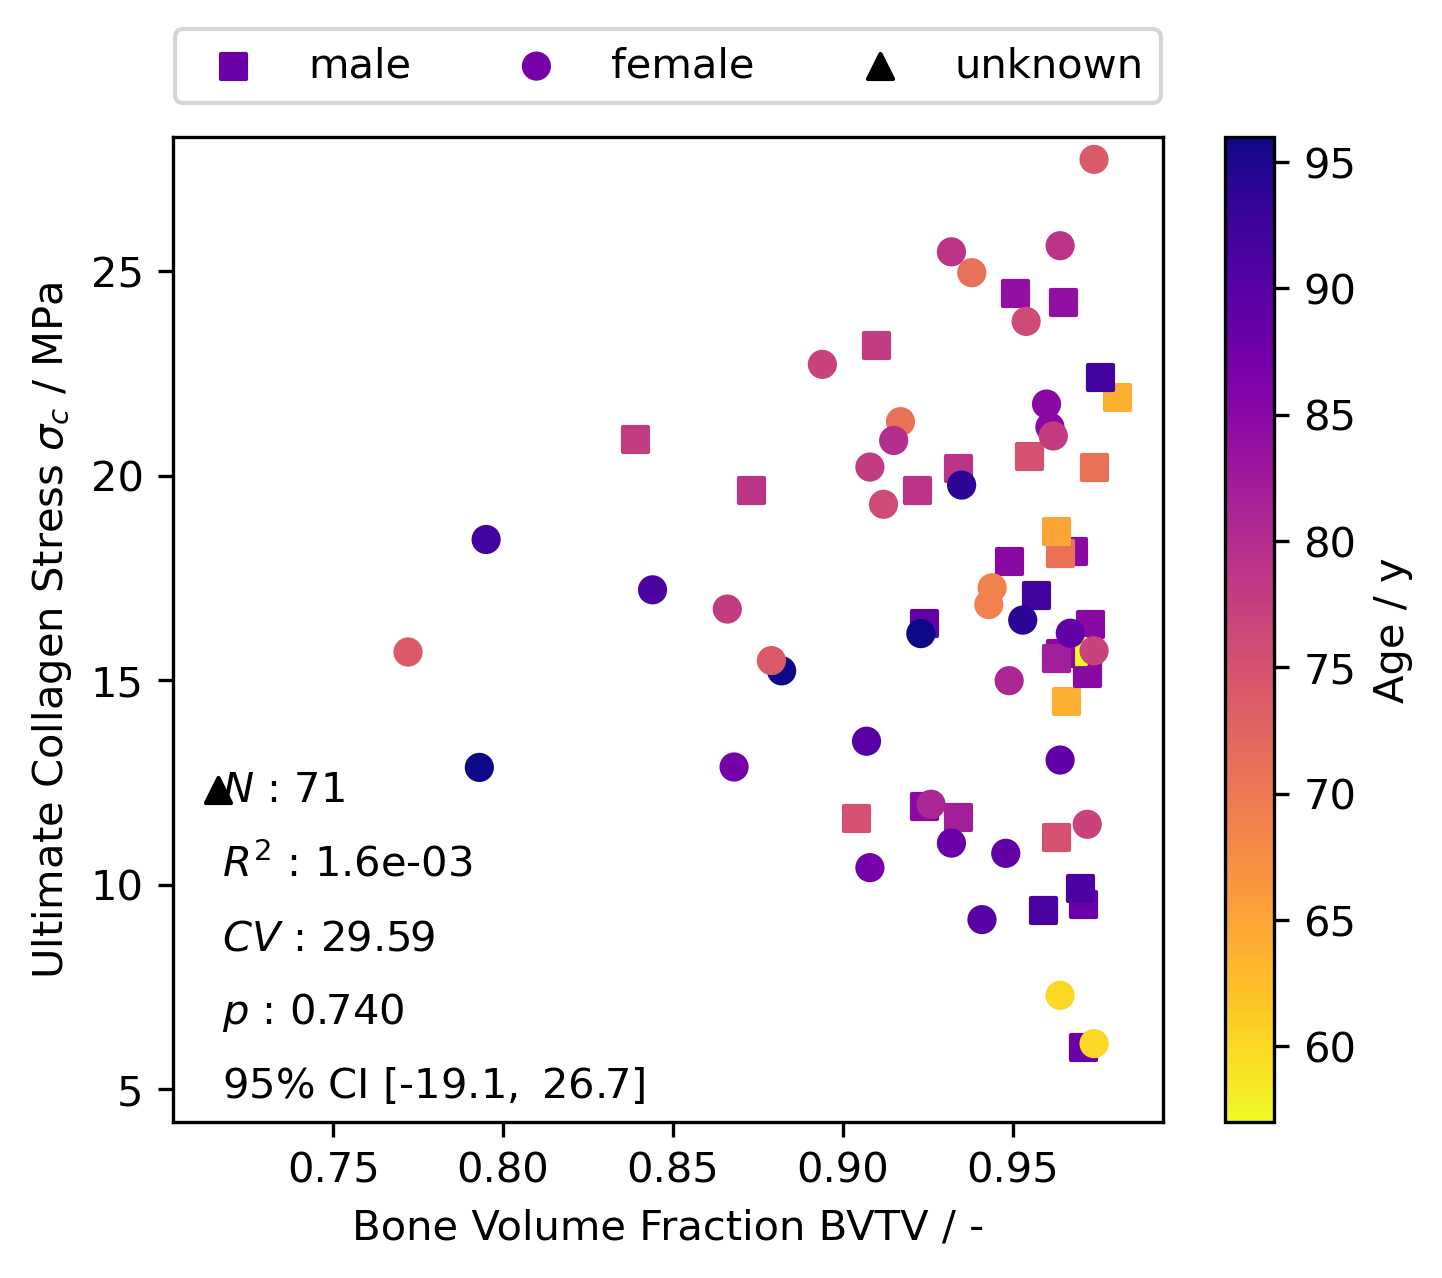 male female unknown
Ultimate Collagen Stress σc / MPa
25
20
15
10
5
N : 71
R² : 1.6e-03
CV : 29.59
p : 0.740
95% CI [-19.1, 26.7]
0.75 0.80 0.85 0.90 0.95
Bone Volume Fraction BVTV / -
95
90
85
80
75
70
65
60
Age / y